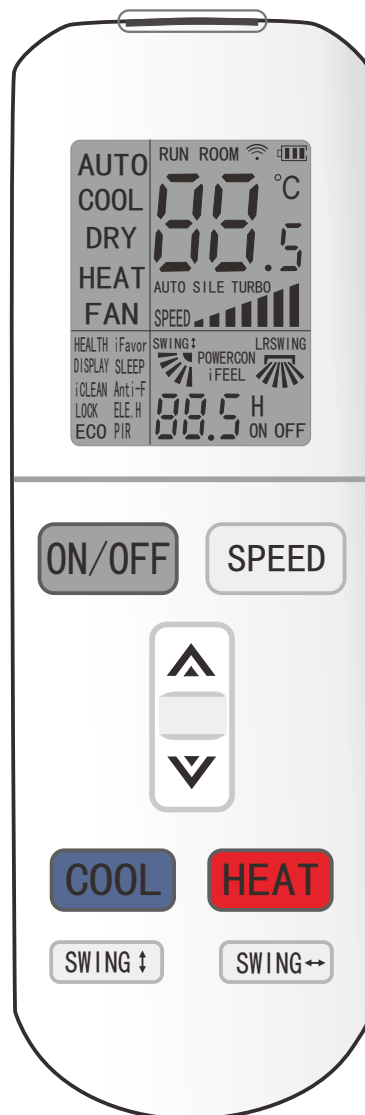 AUTO
COOL
DRY
HEAT
FAN
RUN ROOM
88.5 °C
AUTO SILE TURBO
SPEED
HEALTH iFavor
DISPLAY SLEEP
iCLEAN Anti-F
LOCK ELE.H
ECO PIR
SWING↕ LRSWING
POWERCON
iFEEL
88.5 H
ON OFF
ON/OFF SPEED
COOL HEAT
SWING↕ SWING↔